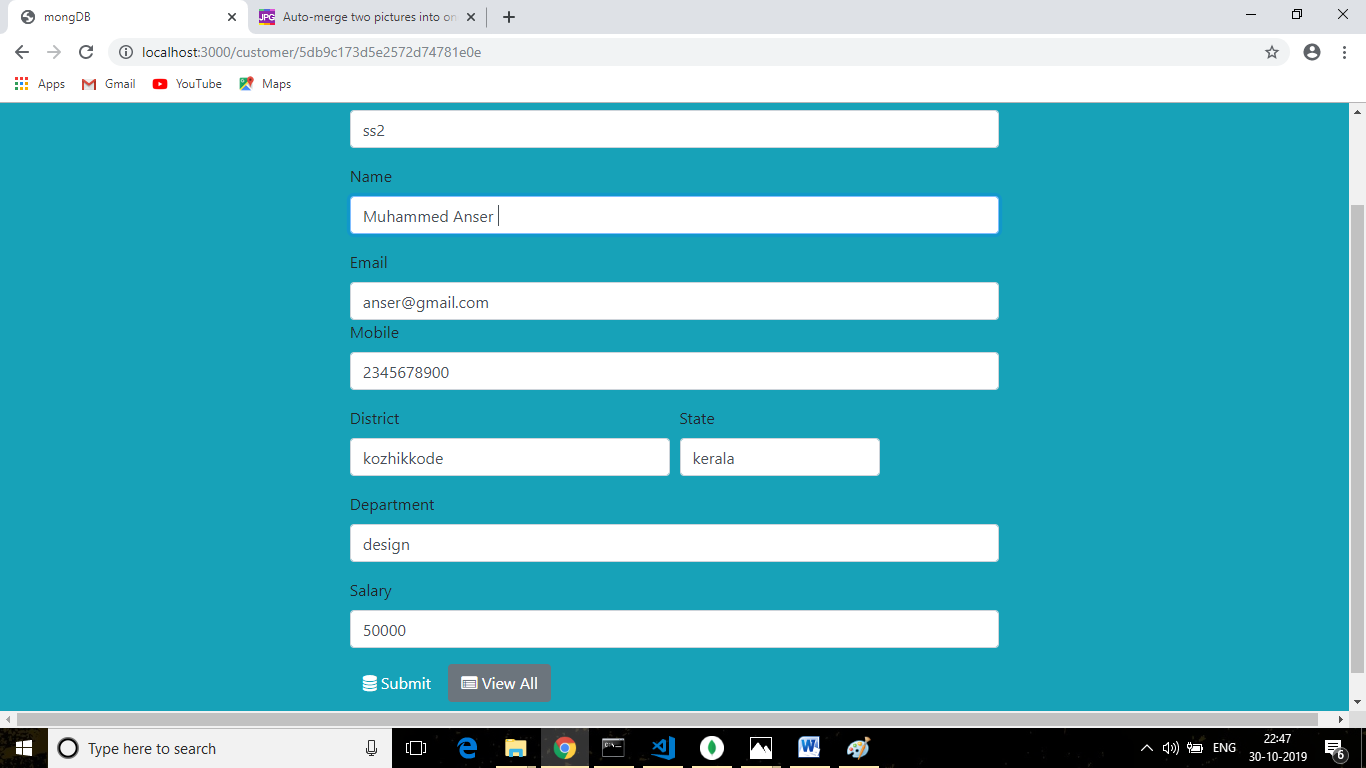 mongDB
Auto-merge two pictures into on
localhost:3000/customer/5db9c173d5e2572d74781e0e
Apps Gmail YouTube Maps
ss2
Name
Muhammed Anser
Email
anser@gmail.com
Mobile
2345678900
District State
kozhikkode kerala
Department
design
Salary
50000
Submit View All
Type here to search
ENG
22:47
30-10-2019
6
JPG